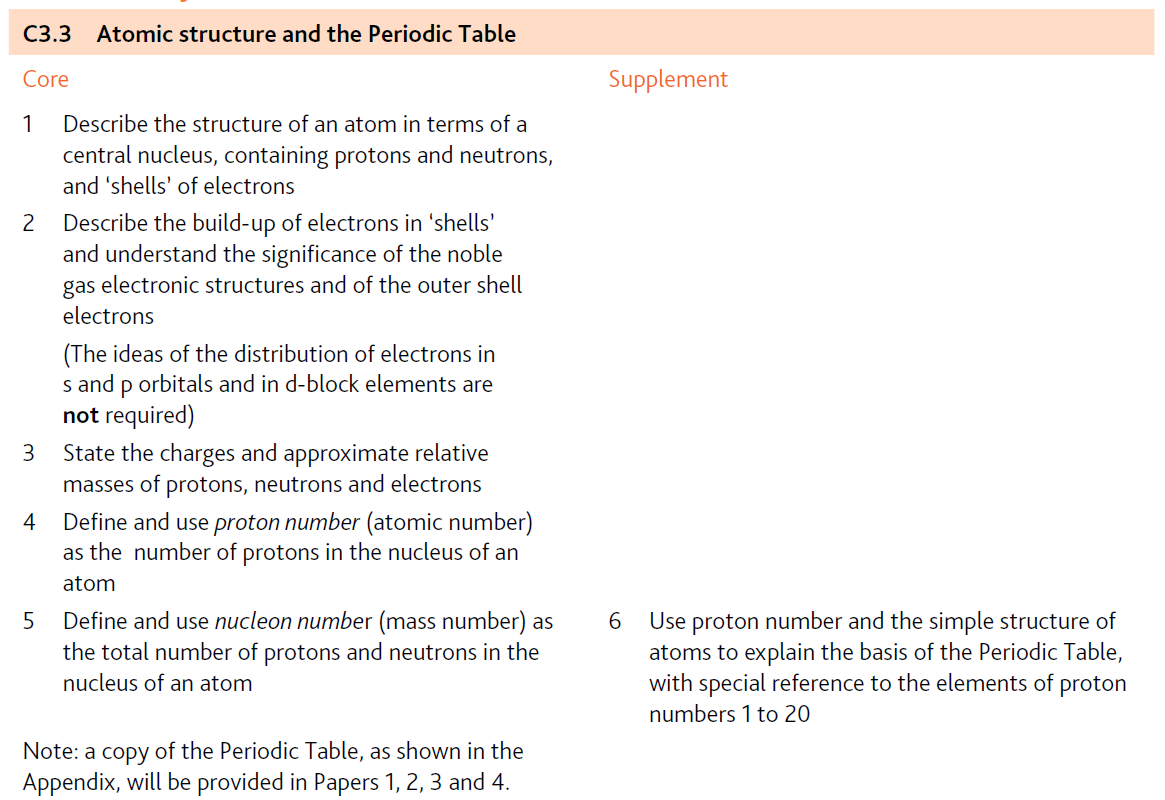 C3.3 Atomic structure and the Periodic Table
Core
Supplement
1 Describe the structure of an atom in terms of a
central nucleus, containing protons and neutrons,
and ‘shells’ of electrons
2 Describe the build-up of electrons in ‘shells’
and understand the significance of the noble
gas electronic structures and of the outer shell
electrons
(The ideas of the distribution of electrons in
s and p orbitals and in d-block elements are
not required)
3 State the charges and approximate relative
masses of protons, neutrons and electrons
4 Define and use proton number (atomic number)
as the number of protons in the nucleus of an
atom
5 Define and use nucleon number (mass number) as
the total number of protons and neutrons in the
nucleus of an atom
6 Use proton number and the simple structure of
atoms to explain the basis of the Periodic Table,
with special reference to the elements of proton
numbers 1 to 20
Note: a copy of the Periodic Table, as shown in the
Appendix, will be provided in Papers 1, 2, 3 and 4.